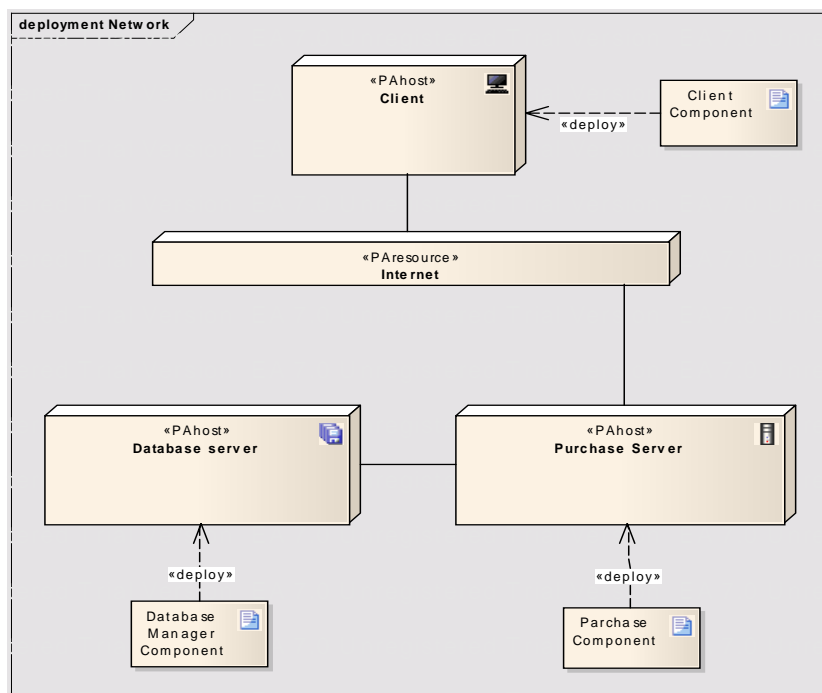 deployment Network
«PAhost»
Client
Client
Component
«deploy»
«PAresource»
Internet
«PAhost»
Database server
«PAhost»
Purchase Server
«deploy»
«deploy»
Database
Manager
Component
Parchase
Component